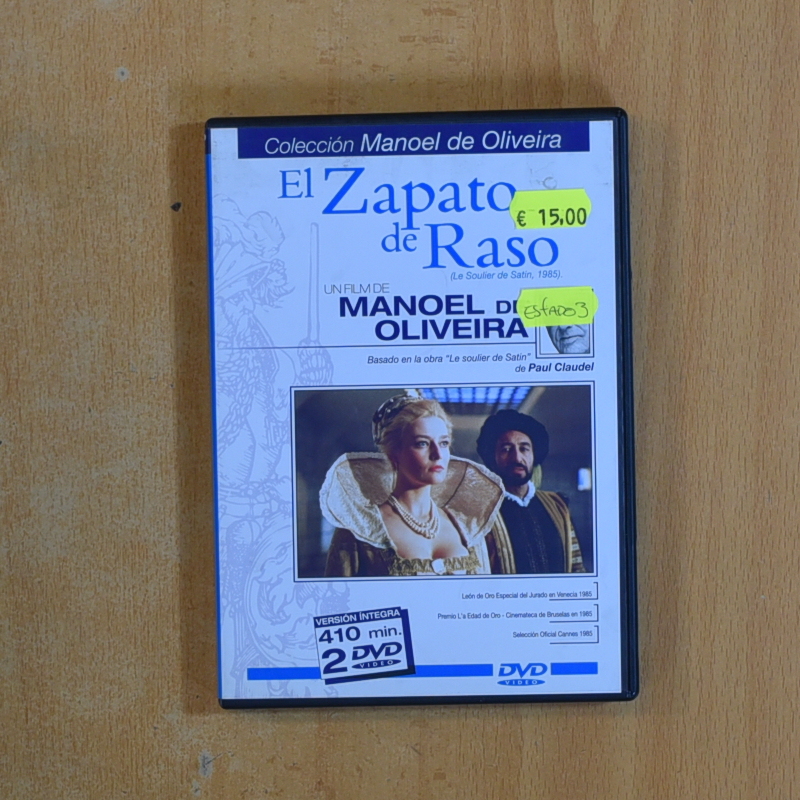 Colección Manoel de Oliveira
El Zapato
€ 15,00
de Raso
(Le Soulier de Satin, 1985).
UN FILM DE
MANOEL DE
ESTADO 3
OLIVEIRA
Basado en la obra "Le soulier de Satin"
de Paul Claudel
León de Oro Especial del Jurado en Venecia 1985
Premio L'a Edad de Oro - Cinemateca de Bruselas en 1985
Selección Oficial Cannes 1985
VERSIÓN ÍNTEGRA
410 min.
2 DVD
VIDEO
DVD
VIDEO